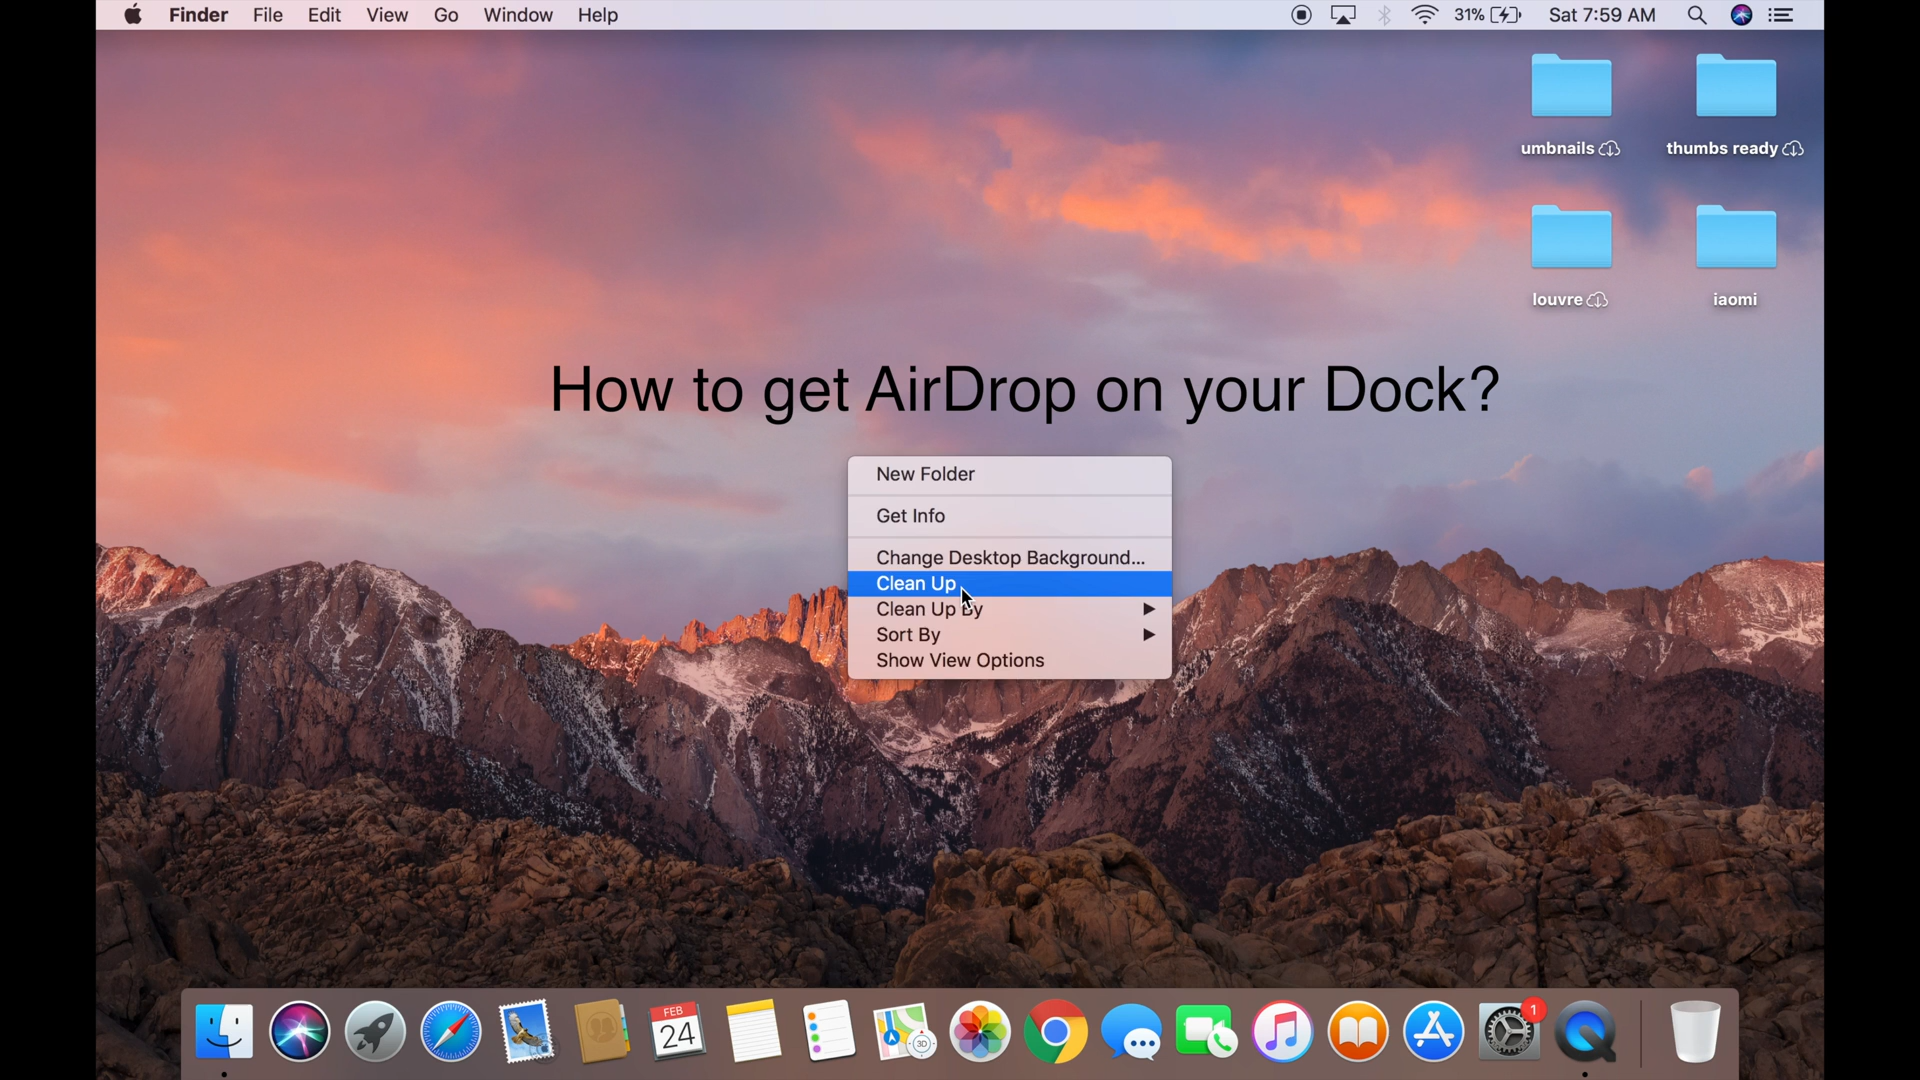 Finder File Edit View Go Window Help 31% Sat 7:59 AM
umbnails thumbs ready
louvre iaomi
How to get AirDrop on your Dock?
New Folder
Get Info
Change Desktop Background...
Clean Up
Clean Up By
Sort By
Show View Options
FEB
24
3D
1